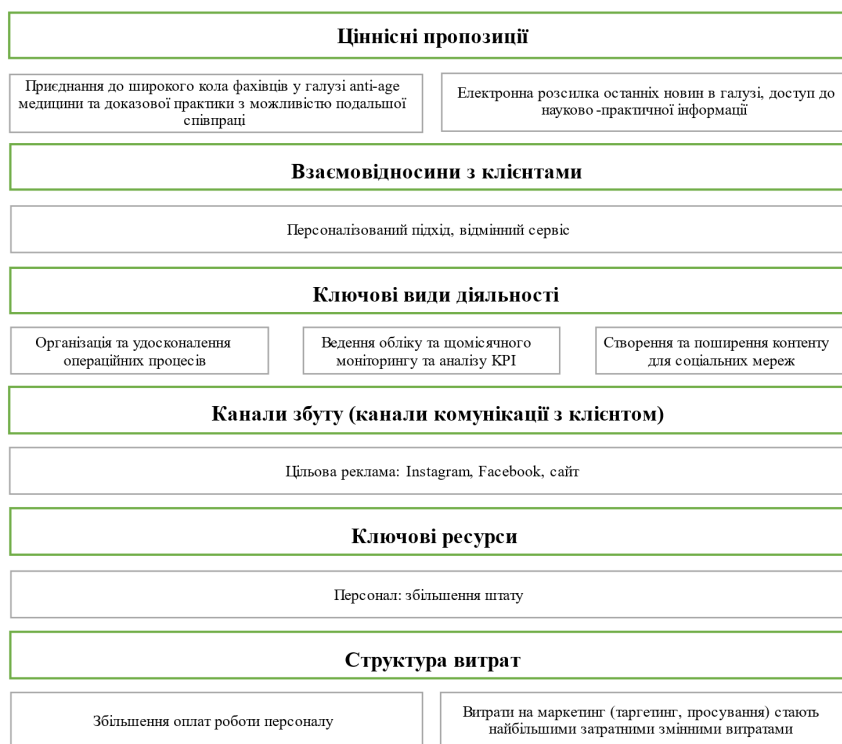 Ціннісні пропозиції
Приєднання до широкого кола фахівців у галузі anti-age
медицини та доказової практики з можливістю подальшої
співпраці
Електронна розсилка останніх новин в галузі, доступ до
науково-практичної інформації
Взаємовідносини з клієнтами
Персоналізований підхід, відмінний сервіс
Ключові види діяльності
Організація та удосконалення
операційних процесів
Ведення обліку та щомісячного
моніторингу та аналізу KPI
Створення та поширення контенту
для соціальних мереж
Канали збуту (канали комунікації з клієнтом)
Цільова реклама: Instagram, Facebook, сайт
Ключові ресурси
Персонал: збільшення штату
Структура витрат
Збільшення оплат роботи персоналу
Витрати на маркетинг (таргетинг, просування) стають
найбільшими затратними змінними витратами